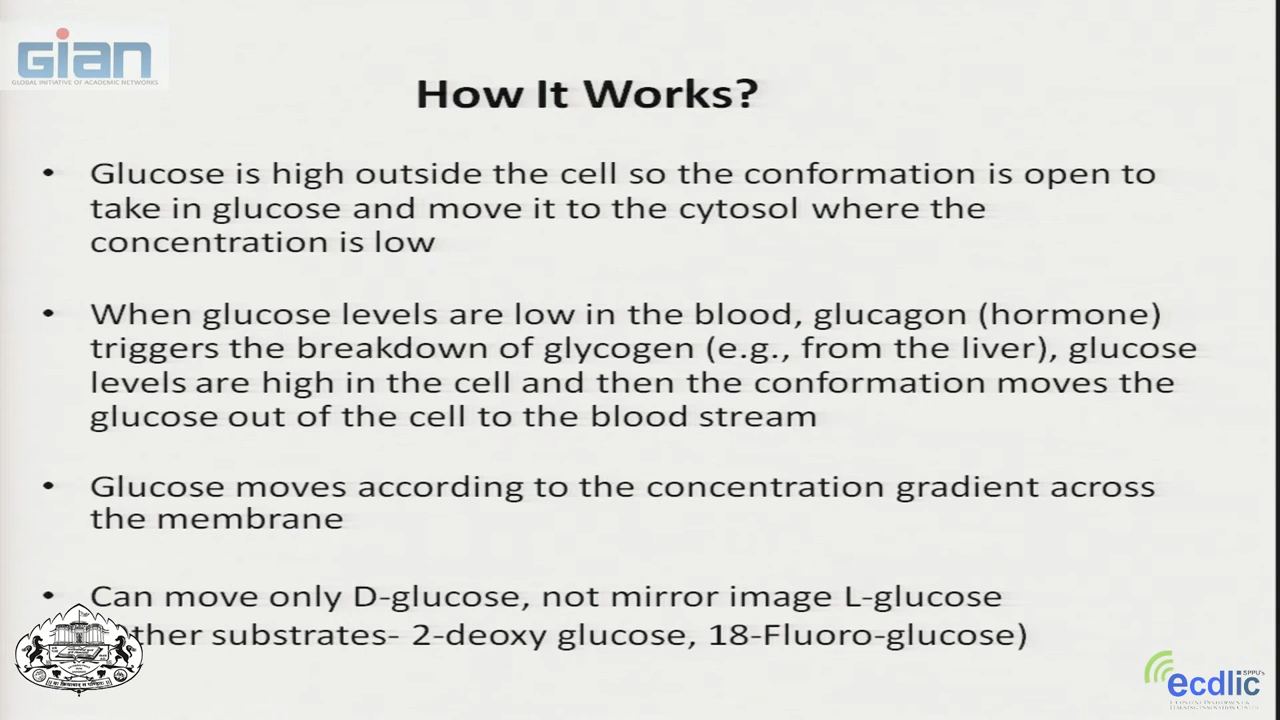 GIAN
GLOBAL INITIATIVE OF ACADEMIC NETWORKS
How It Works?
• Glucose is high outside the cell so the conformation is open to
take in glucose and move it to the cytosol where the
concentration is low
• When glucose levels are low in the blood, glucagon (hormone)
triggers the breakdown of glycogen (e.g., from the liver), glucose
levels are high in the cell and then the conformation moves the
glucose out of the cell to the blood stream
• Glucose moves according to the concentration gradient across
the membrane
• Can move only D-glucose, not mirror image L-glucose
ther substrates- 2-deoxy glucose, 18-Fluoro-glucose)
SPPU's
ecdlic